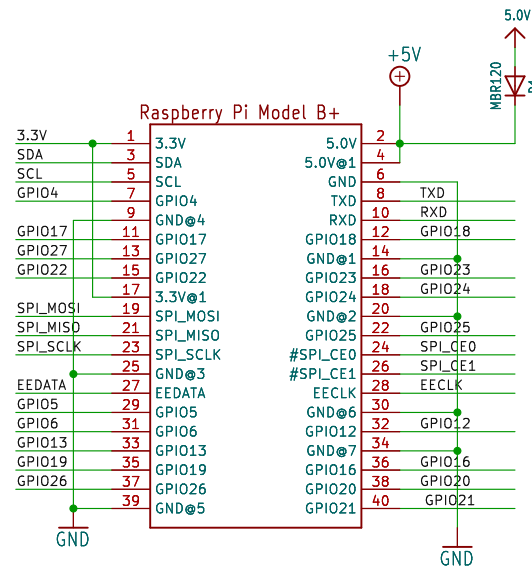 5.0V
+5V
MBR120
Raspberry Pi Model B+
3.3V 1 3.3V 5.0V 2
SDA 3 SDA 5.0V@1 4
SCL 5 SCL GND 6
GPIO4 7 GPIO4 TXD 8 TXD
9 GND@4 RXD 10 RXD
GPIO17 11 GPIO17 GPIO18 12 GPIO18
GPIO27 13 GPIO27 GND@1 14
GPIO22 15 GPIO22 GPIO23 16 GPIO23
17 3.3V@1 GPIO24 18 GPIO24
SPI_MOSI 19 SPI_MOSI GND@2 20
SPI_MISO 21 SPI_MISO GPIO25 22 GPIO25
SPI_SCLK 23 SPI_SCLK #SPI_CE0 24 SPI_CE0
25 GND@3 #SPI_CE1 26 SPI_CE1
EEDATA 27 EEDATA EECLK 28 EECLK
GPIO5 29 GPIO5 GND@6 30
GPIO6 31 GPIO6 GPIO12 32 GPIO12
GPIO13 33 GPIO13 GND@7 34
GPIO19 35 GPIO19 GPIO16 36 GPIO16
GPIO26 37 GPIO26 GPIO20 38 GPIO20
39 GND@5 GPIO21 40 GPIO21
GND
GND